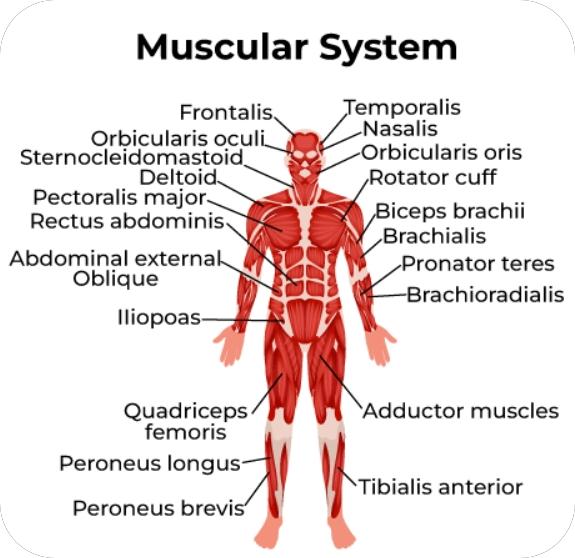 Muscular System
Frontalis
Orbicularis oculi
Sternocleidomastoid
Deltoid
Pectoralis major
Rectus abdominis
Abdominal external
Oblique
Iliopoas
Quadriceps
femoris
Peroneus longus
Peroneus brevis
Temporalis
Nasalis
Orbicularis oris
Rotator cuff
Biceps brachii
Brachialis
Pronator teres
Brachioradialis
Adductor muscles
Tibialis anterior